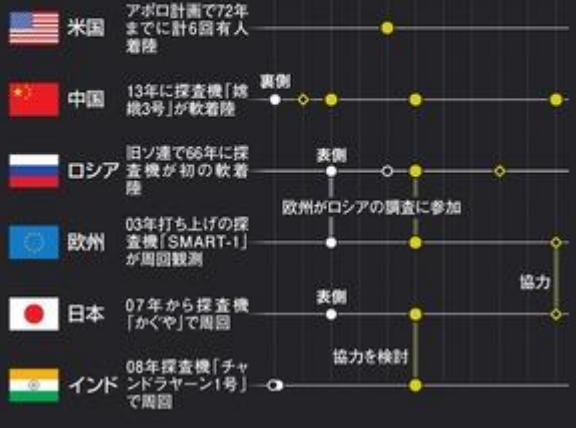 米国
アポロ計画で72年
までに計6回有人
着陸
中国
13年に探査機「嫦
娥3号」が軟着陸
裏側
ロシア
旧ソ連で66年に探
査機が初の軟着
陸
表側
欧州がロシアの調査に参加
欧州
03年打ち上げの探
査機「SMART-1」
が周回観測
協力
日本
07年から探査機
「かぐや」で周回
表側
協力を検討
インド
08年探査機「チャ
ンドラヤーン1号」
で周回